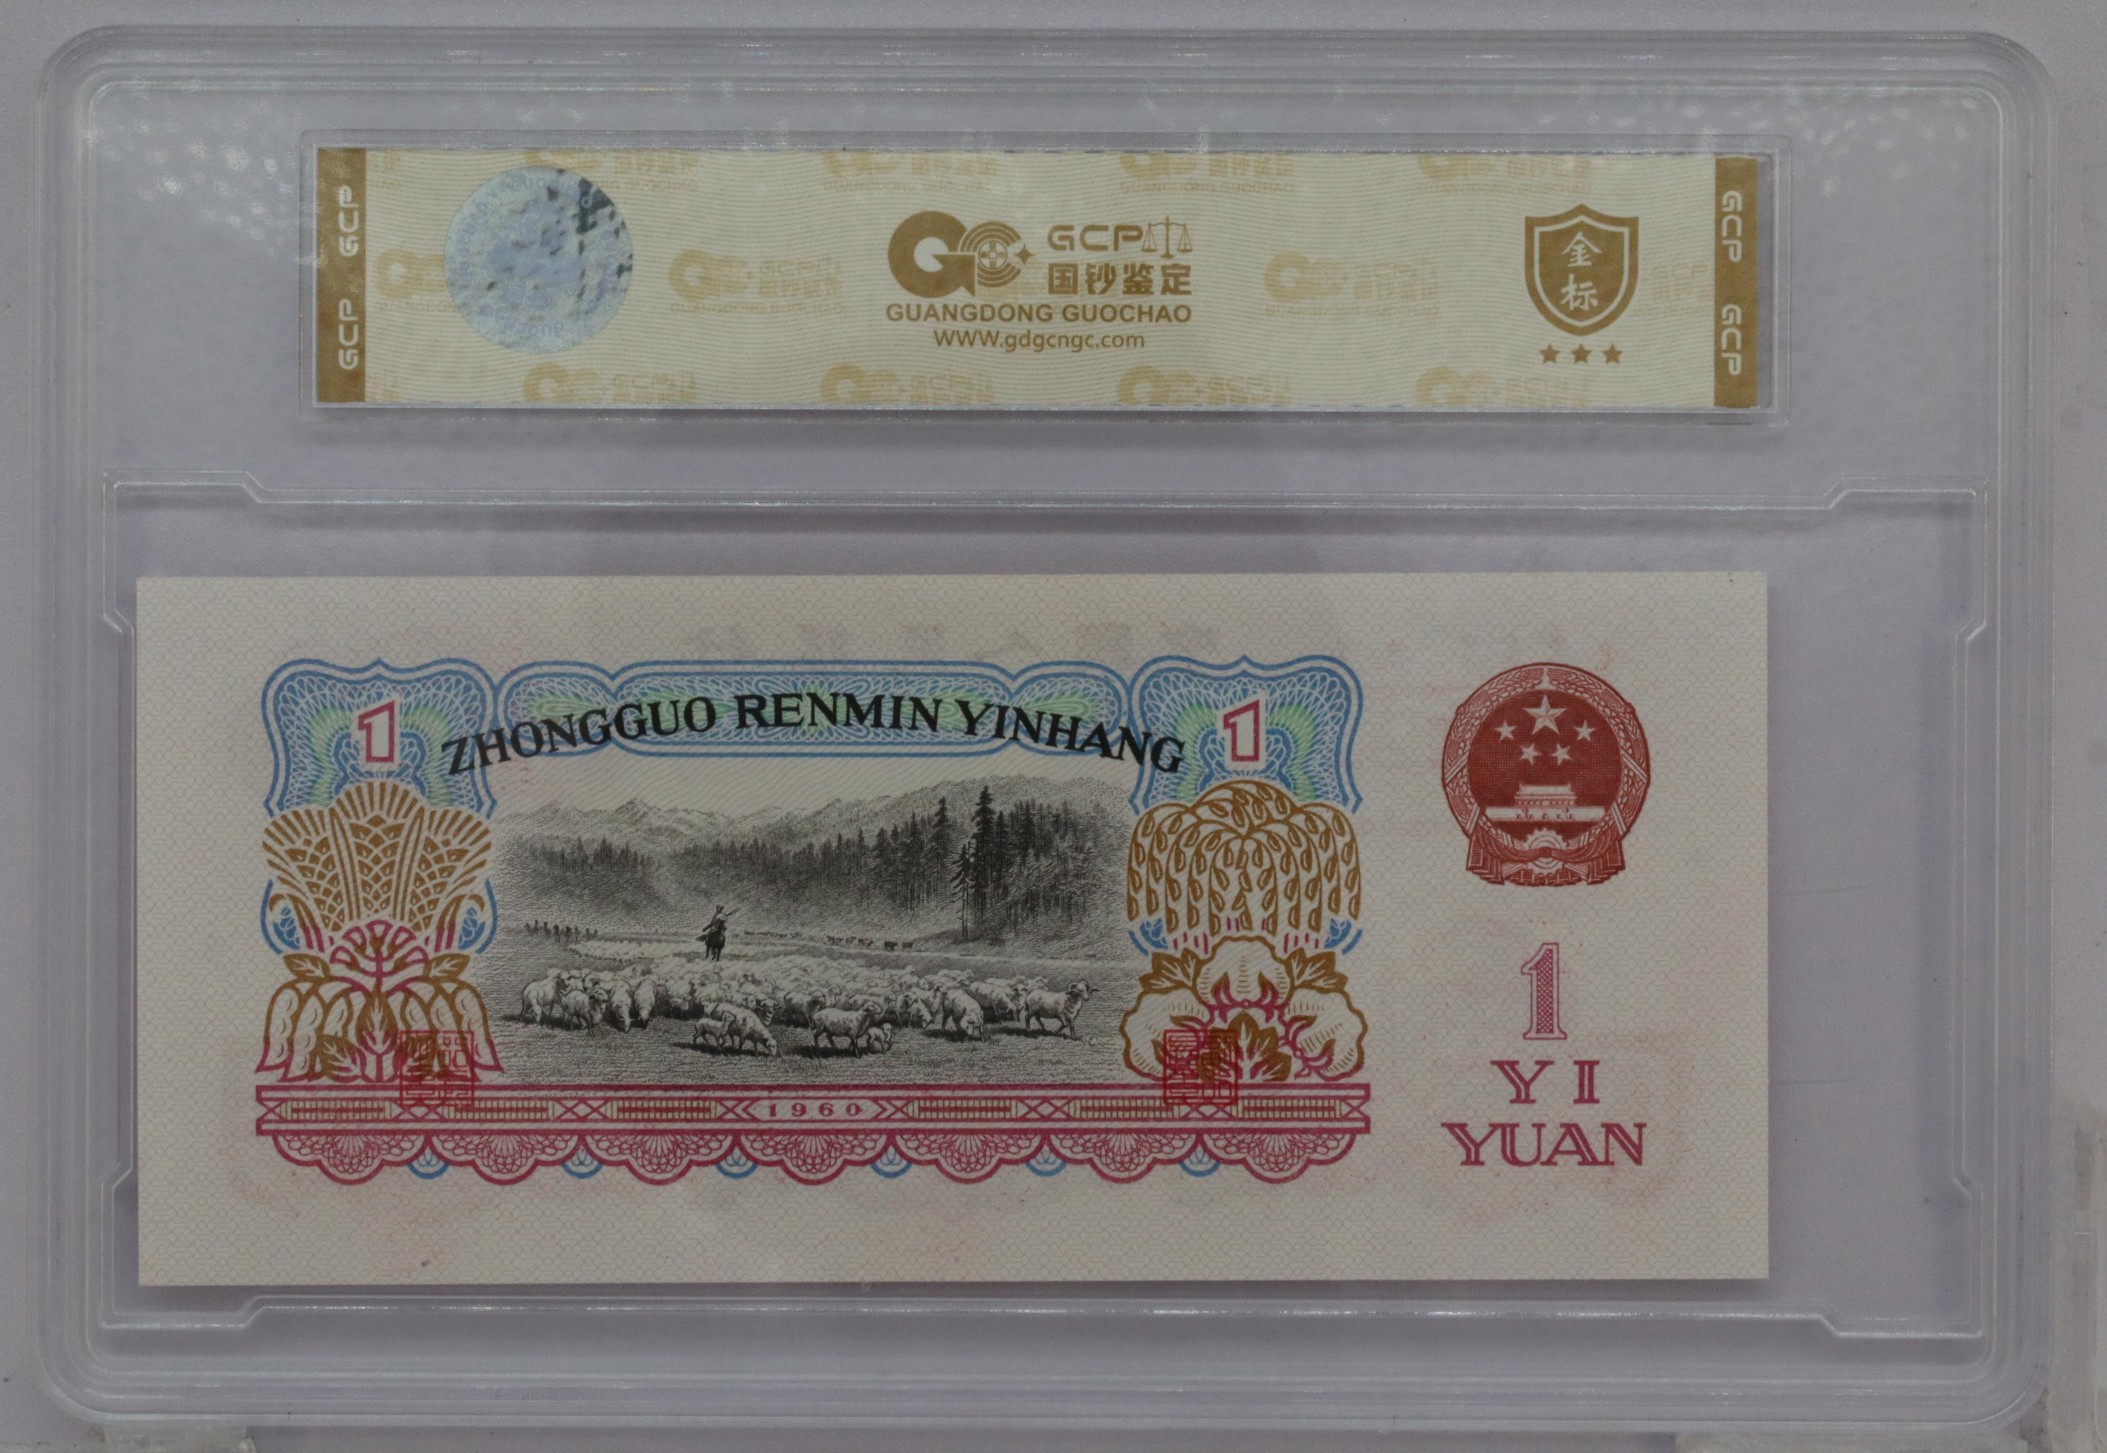 GCP GCP
GCP
国钞鉴定
GUANGDONG GUOCHAO
WWW.gdgcngc.com
金
标
GCP GCP
1
ZHONGGUO RENMIN YINHANG
1
1960
1
YI
YUAN